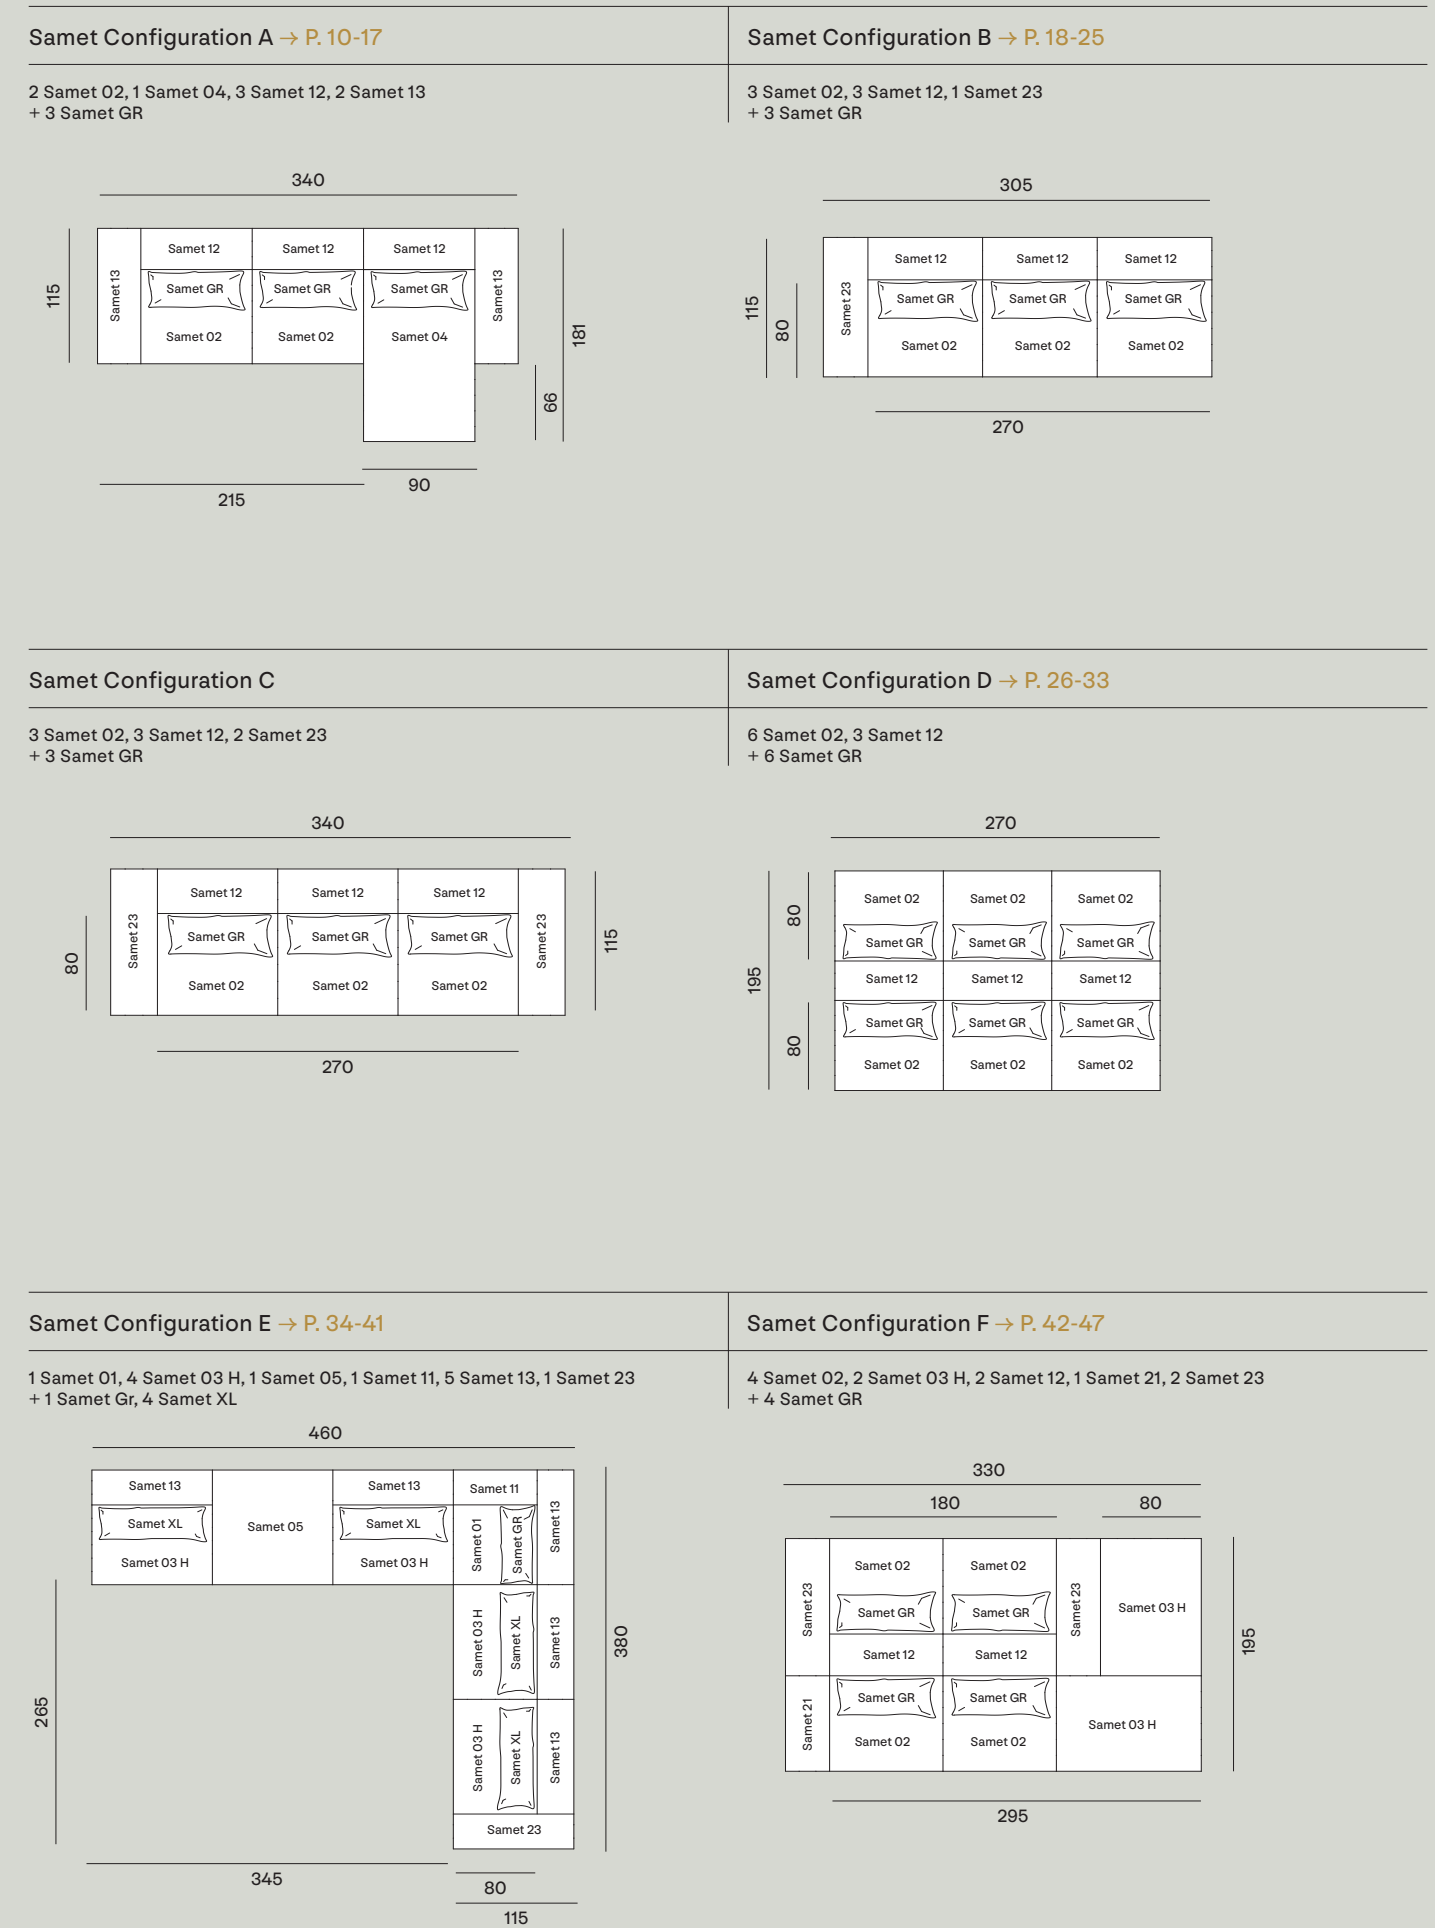 Samet Configuration A → P. 10-17
2 Samet 02, 1 Samet 04, 3 Samet 12, 2 Samet 13
+ 3 Samet GR
340
115
Samet 13
Samet 12
Samet 12
Samet 12
Samet GR
Samet GR
Samet GR
Samet 02
Samet 02
Samet 04
Samet 13
181
66
90
215
Samet Configuration B → P. 18-25
3 Samet 02, 3 Samet 12, 1 Samet 23
+ 3 Samet GR
305
115
80
Samet 23
Samet 12
Samet 12
Samet 12
Samet GR
Samet GR
Samet GR
Samet 02
Samet 02
Samet 02
270
Samet Configuration C
3 Samet 02, 3 Samet 12, 2 Samet 23
+ 3 Samet GR
340
80
Samet 23
Samet 12
Samet 12
Samet 12
Samet GR
Samet GR
Samet GR
Samet 02
Samet 02
Samet 02
Samet 23
115
270
Samet Configuration D → P. 26-33
6 Samet 02, 3 Samet 12
+ 6 Samet GR
270
195
80
80
Samet 02
Samet 02
Samet 02
Samet GR
Samet GR
Samet GR
Samet 12
Samet 12
Samet 12
Samet GR
Samet GR
Samet GR
Samet 02
Samet 02
Samet 02
Samet Configuration E → P. 34-41
1 Samet 01, 4 Samet 03 H, 1 Samet 05, 1 Samet 11, 5 Samet 13, 1 Samet 23
+ 1 Samet Gr, 4 Samet XL
460
Samet 13
Samet XL
Samet 03 H
Samet 05
Samet 13
Samet XL
Samet 03 H
Samet 11
Samet 01
Samet GR
Samet 13
Samet 03 H
Samet XL
Samet 13
Samet 03 H
Samet XL
Samet 13
Samet 23
380
265
345
80
115
Samet Configuration F → P. 42-47
4 Samet 02, 2 Samet 03 H, 2 Samet 12, 1 Samet 21, 2 Samet 23
+ 4 Samet GR
330
180
80
Samet 23
Samet 02
Samet 02
Samet GR
Samet GR
Samet 12
Samet 12
Samet 23
Samet 03 H
Samet 21
Samet GR
Samet GR
Samet 02
Samet 02
Samet 03 H
195
295